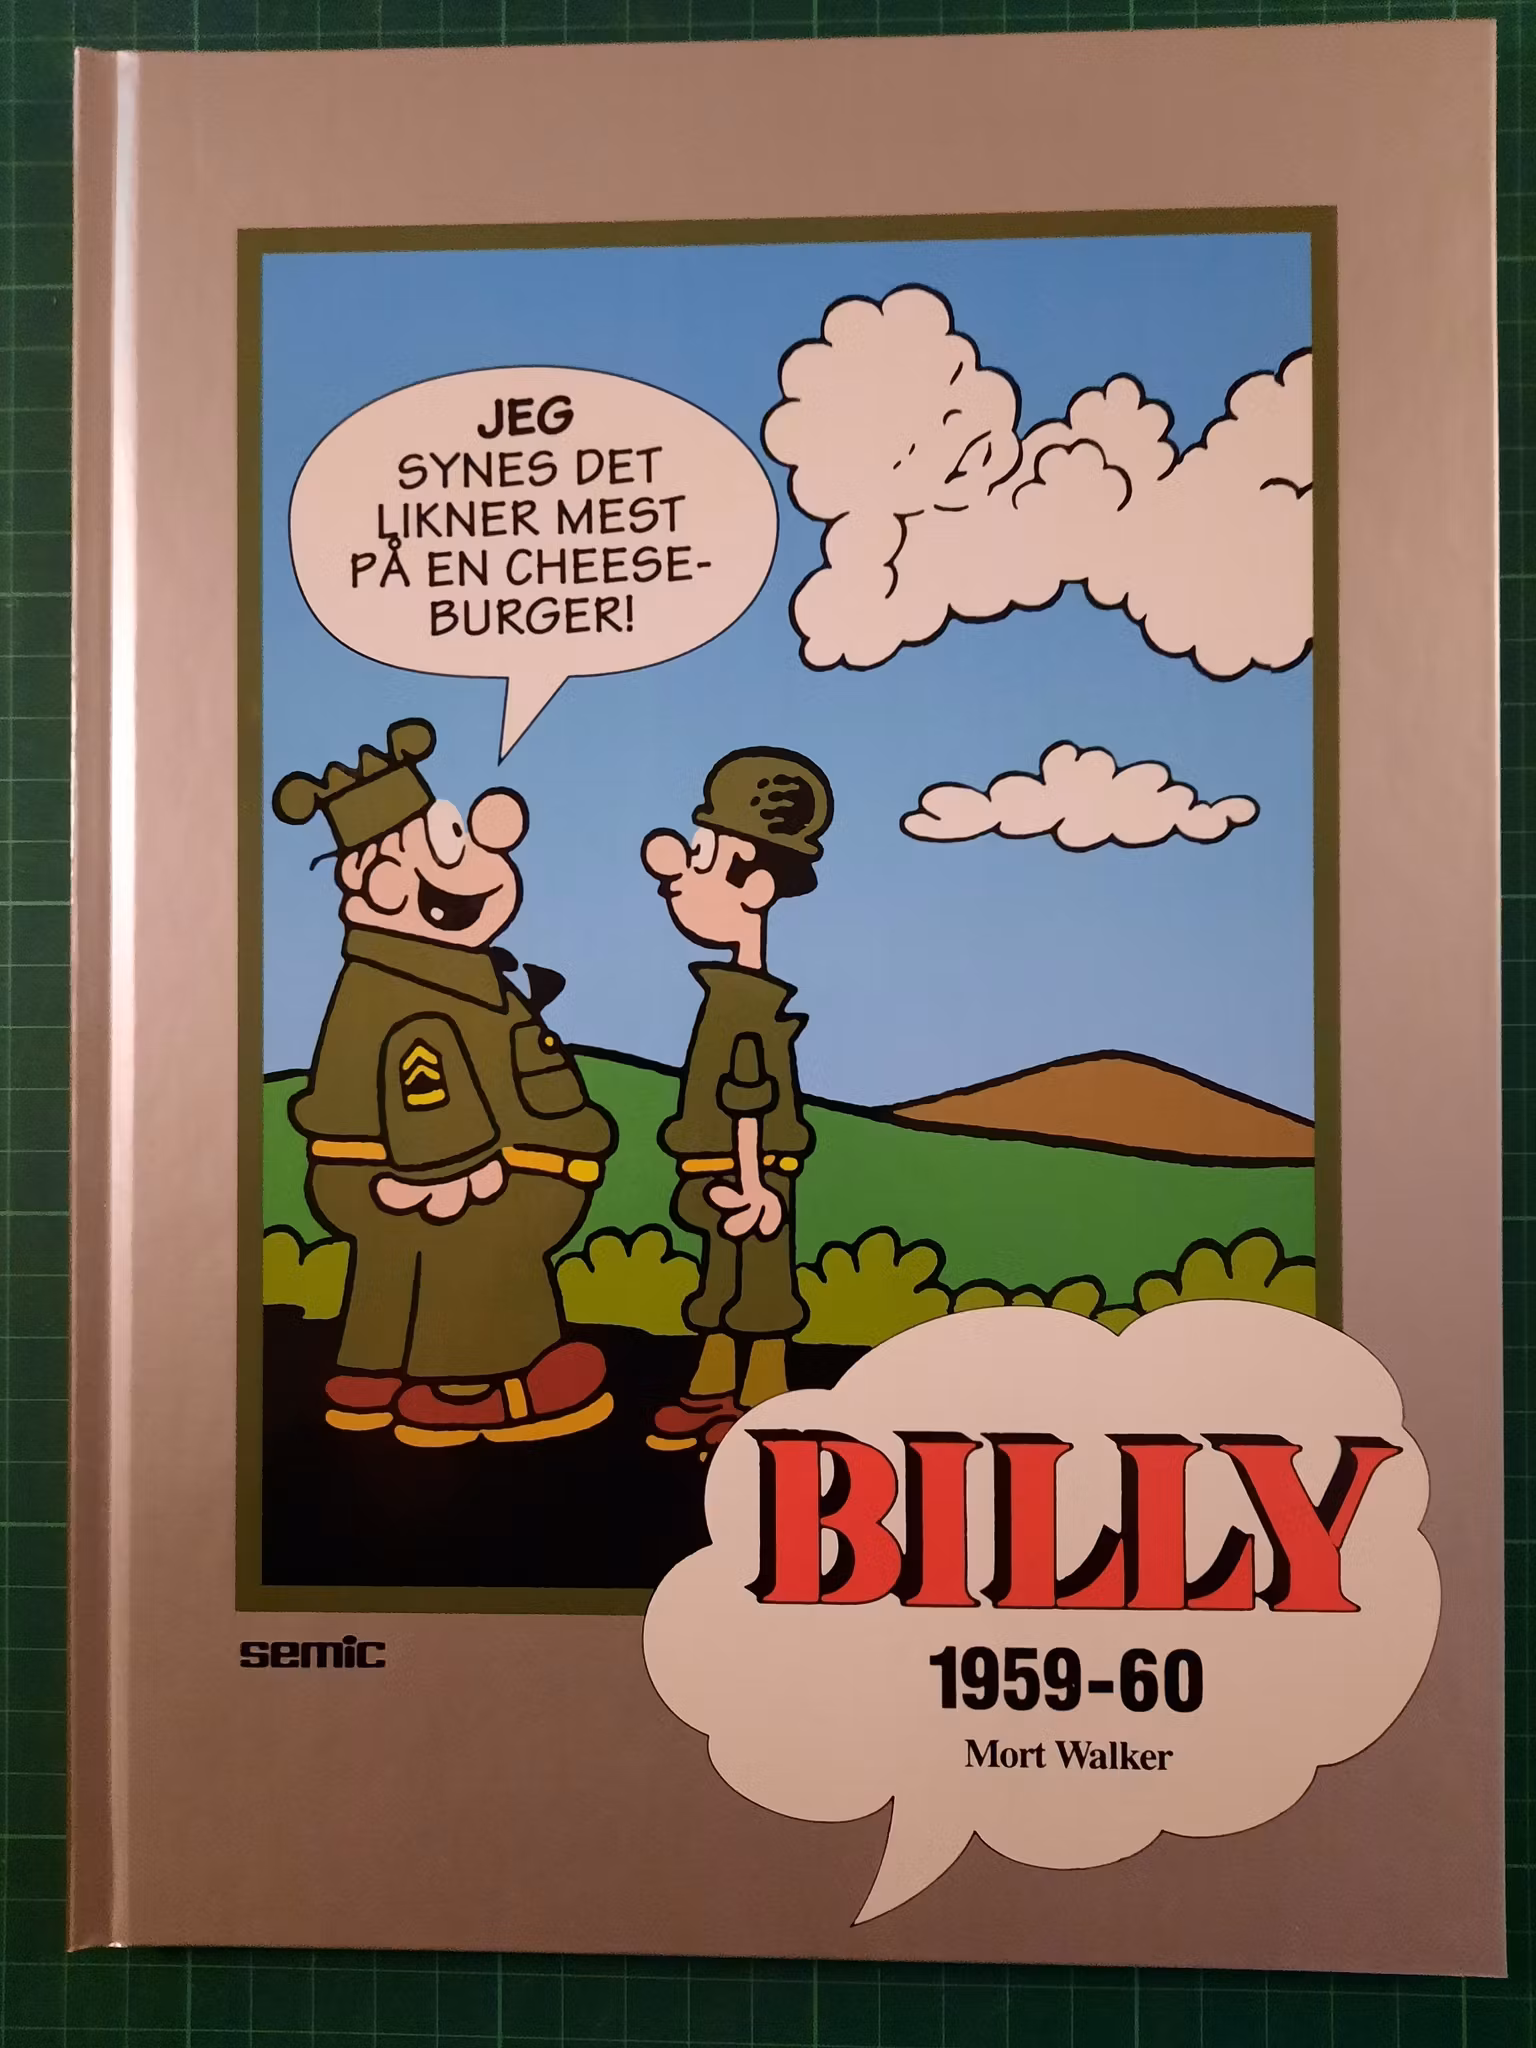 JEG
SYNES DET
LIKNER MEST
PÅ EN CHEESE-
BURGER!
semic
BILLY
1959-60
Mort Walker